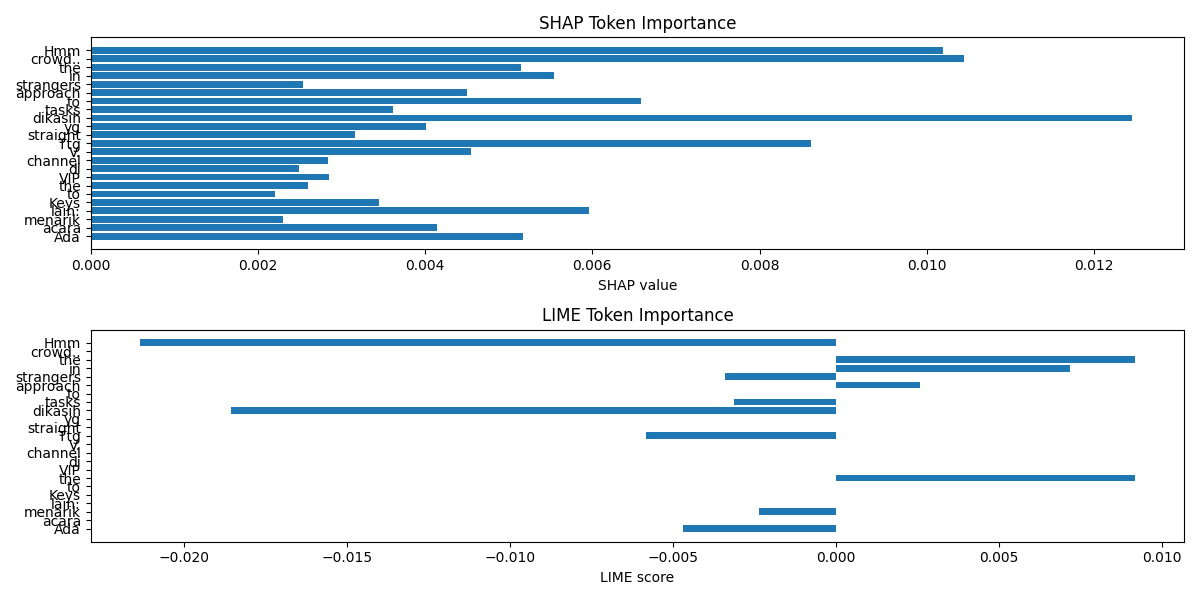 SHAP Token Importance
Hmm
crowd..
the
in
strangers
approach
to
tasks
dikasih
yg
straight
Ttg
V,
channel
di
VIP
the
to
Keys
lain:
menarik
acara
Ada
0.000 0.002 0.004 0.006 0.008 0.010 0.012
SHAP value
LIME Token Importance
Hmm
crowd..
the
in
strangers
approach
to
tasks
dikasih
yg
straight
Ttg
V,
channel
di
VIP
the
to
Keys
lain:
menarik
acara
Ada
−0.020 −0.015 −0.010 −0.005 0.000 0.005 0.010
LIME score